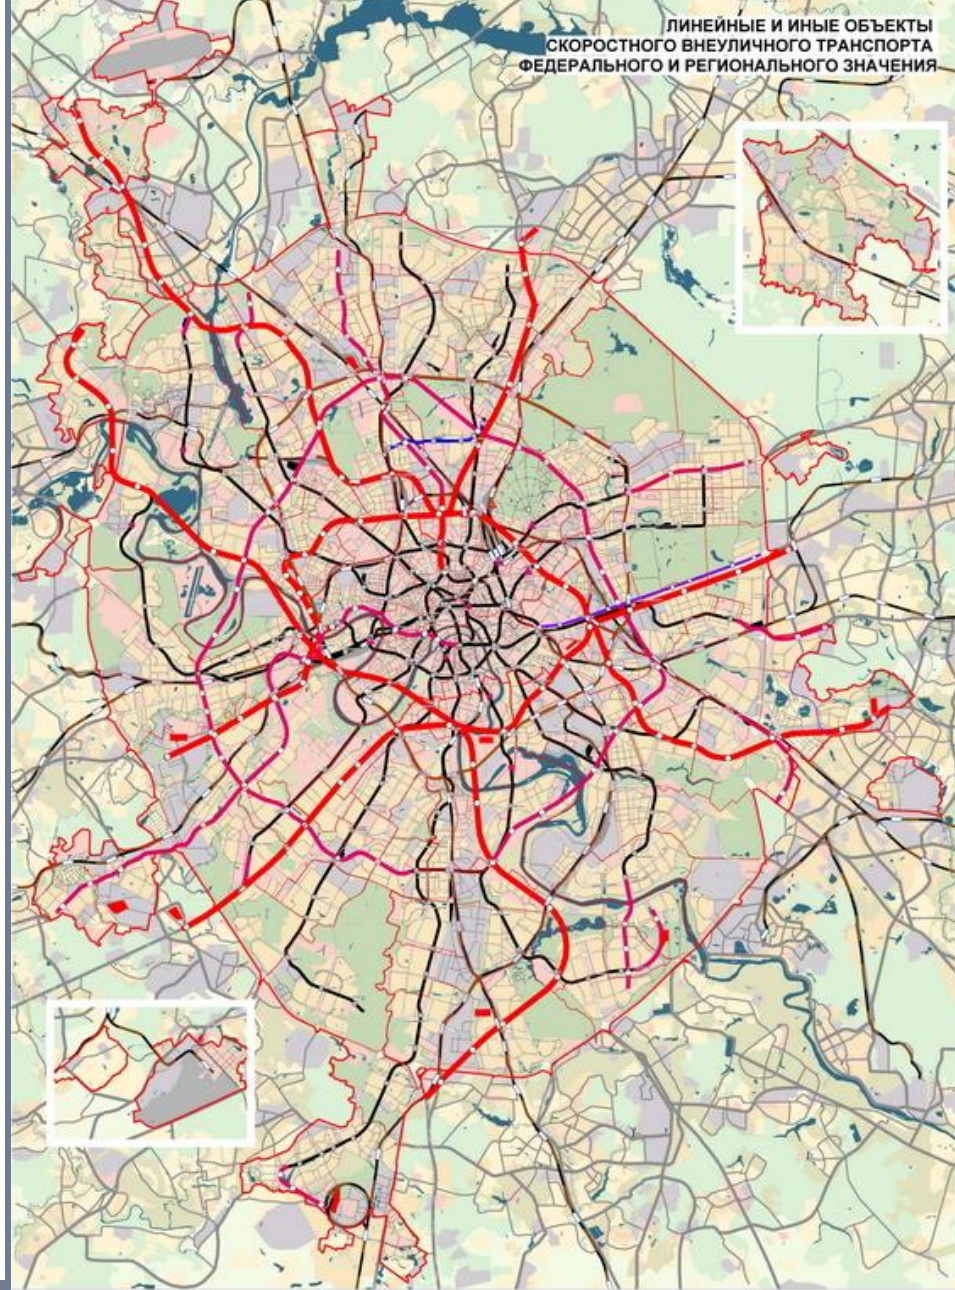 ЛИНЕЙНЫЕ И ИНЫЕ ОБЪЕКТЫ
СКОРОСТНОГО ВНЕУЛИЧНОГО ТРАНСПОРТА
ФЕДЕРАЛЬНОГО И РЕГИОНАЛЬНОГО ЗНАЧЕНИЯ